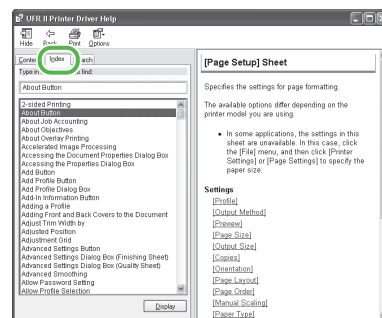 UFR II Printer Driver Help
Hide Back Print Options
Index
Type in find:
About Button
2-sided Printing
About Button
About Job Accounting
About Objectives
About Overlay Printing
Accelerated Image Processing
Accessing the Document Properties Dialog Box
Accessing the Properties Dialog Box
Add Button
Add Profile Button
Add Profile Dialog Box
Add-In Information Button
Adding a Profile
Adding Front and Back Covers to the Document
Adjust Trim Width by
Adjusted Position
Adjustment Grid
Advanced Settings Button
Advanced Settings Dialog Box (Finishing Sheet)
Advanced Settings Dialog Box (Quality Sheet)
Advanced Smoothing
Allow Password Setting
Allow Profile Selection
Display
[Page Setup] Sheet
Specifies the settings for page formatting.
The available options differ depending on the
printer model you are using.
• In some applications, the settings in this
sheet are unavailable. In this case, click
the [File] menu, and then click [Printer
Settings] or [Page Settings] to specify the
paper size.
Settings
[Profile]
[Output Method]
[Preview]
[Page Size]
[Output Size]
[Copies]
[Orientation]
[Page Layout]
[Page Order]
[Manual Scaling]
[Paper Type]